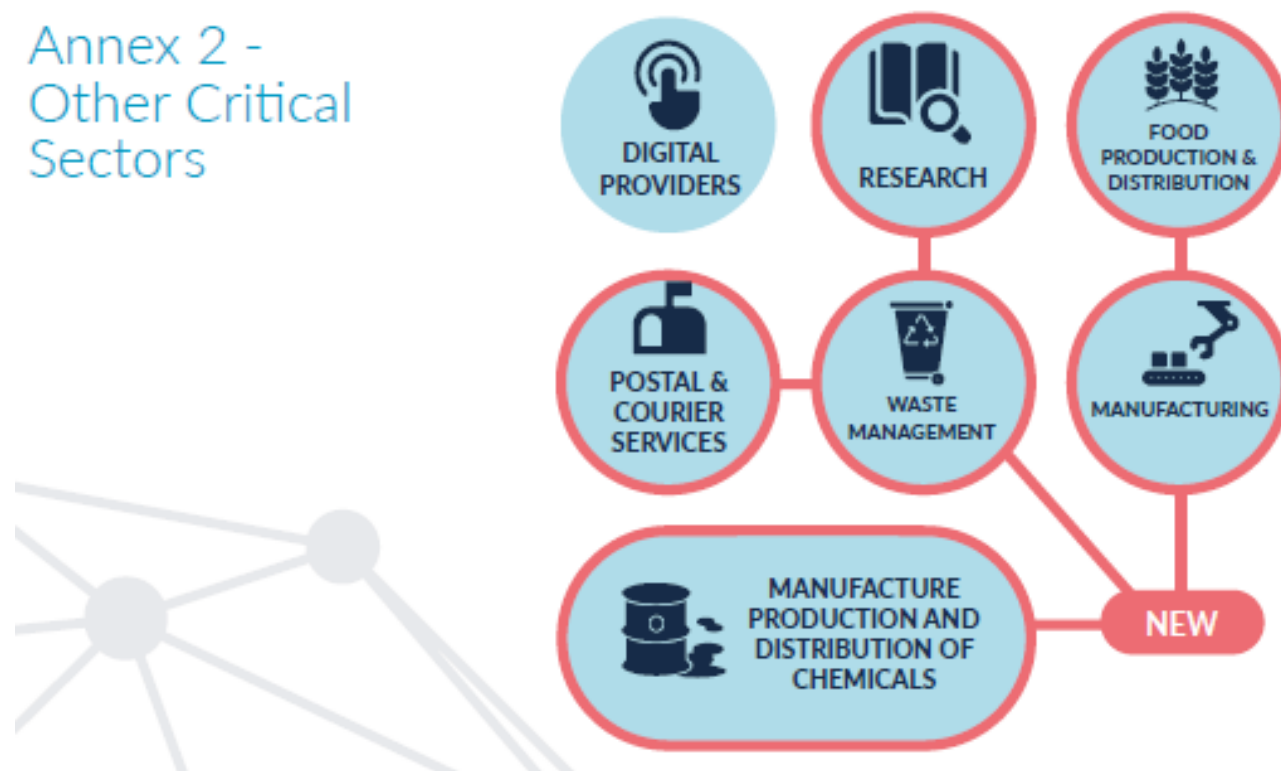 Annex 2 -
Other Critical
Sectors
DIGITAL
PROVIDERS
RESEARCH
FOOD
PRODUCTION &
DISTRIBUTION
POSTAL &
COURIER
SERVICES
WASTE
MANAGEMENT
MANUFACTURING
MANUFACTURE
PRODUCTION AND
DISTRIBUTION OF
CHEMICALS
NEW